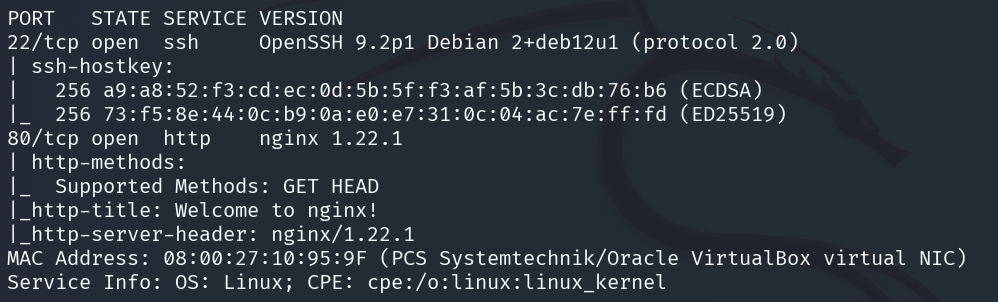 PORT   STATE SERVICE VERSION
22/tcp open  ssh     OpenSSH 9.2p1 Debian 2+deb12u1 (protocol 2.0)
| ssh-hostkey:
|   256 a9:a8:52:f3:cd:ec:0d:5b:5f:f3:af:5b:3c:db:76:b6 (ECDSA)
|_  256 73:f5:8e:44:0c:b9:0a:e0:e7:31:0c:04:ac:7e:ff:fd (ED25519)
80/tcp open  http    nginx 1.22.1
| http-methods:
|_  Supported Methods: GET HEAD
|_http-title: Welcome to nginx!
|_http-server-header: nginx/1.22.1
MAC Address: 08:00:27:10:95:9F (PCS Systemtechnik/Oracle VirtualBox virtual NIC)
Service Info: OS: Linux; CPE: cpe:/o:linux:linux_kernel